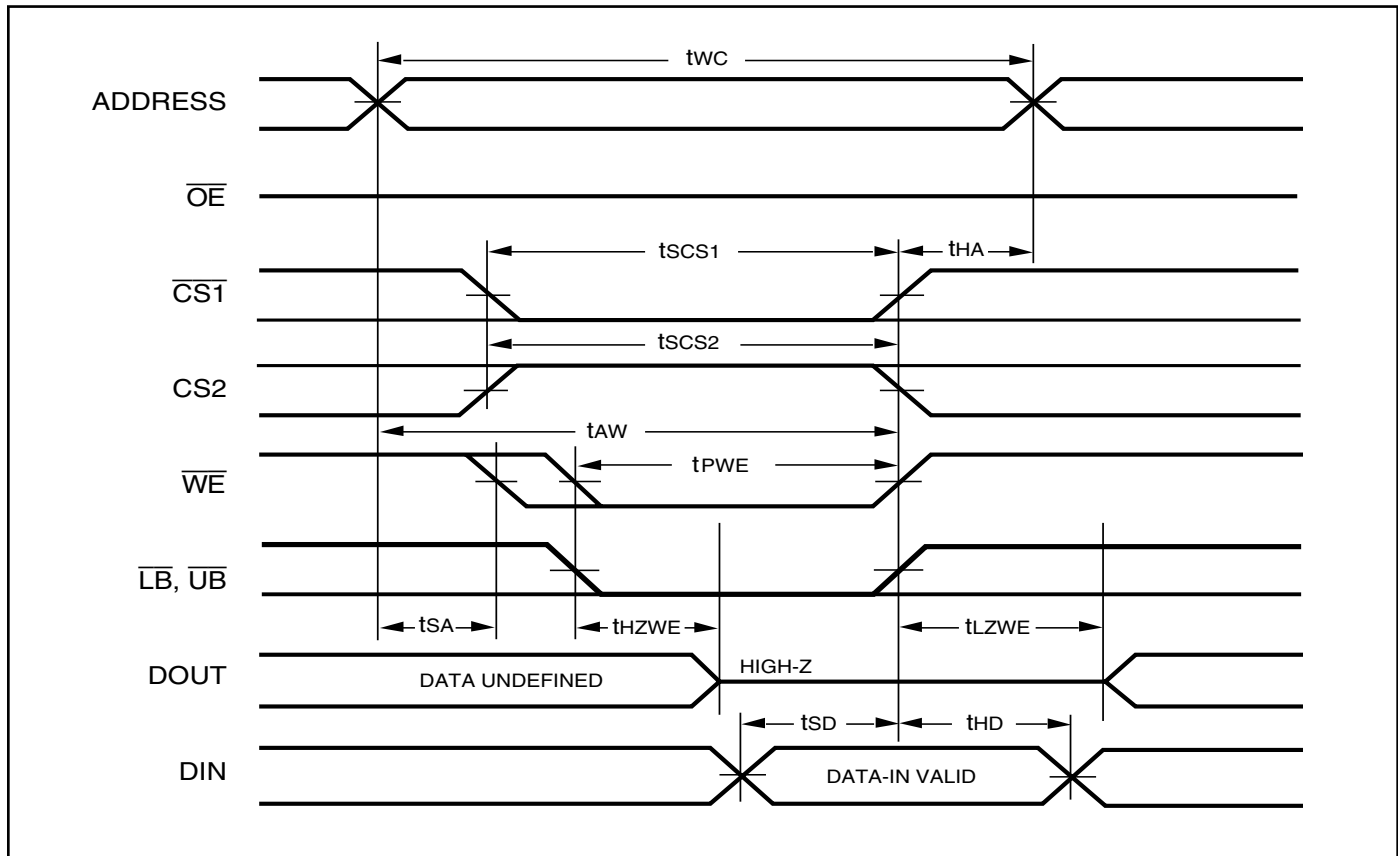 tWC
ADDRESS
OE
tSCS1
tHA
CS1
tSCS2
CS2
tAW
tPWE
WE
LB, UB
tSA
tHZWE
tLZWE
DOUT
DATA UNDEFINED
HIGH-Z
tSD
tHD
DIN
DATA-IN VALID